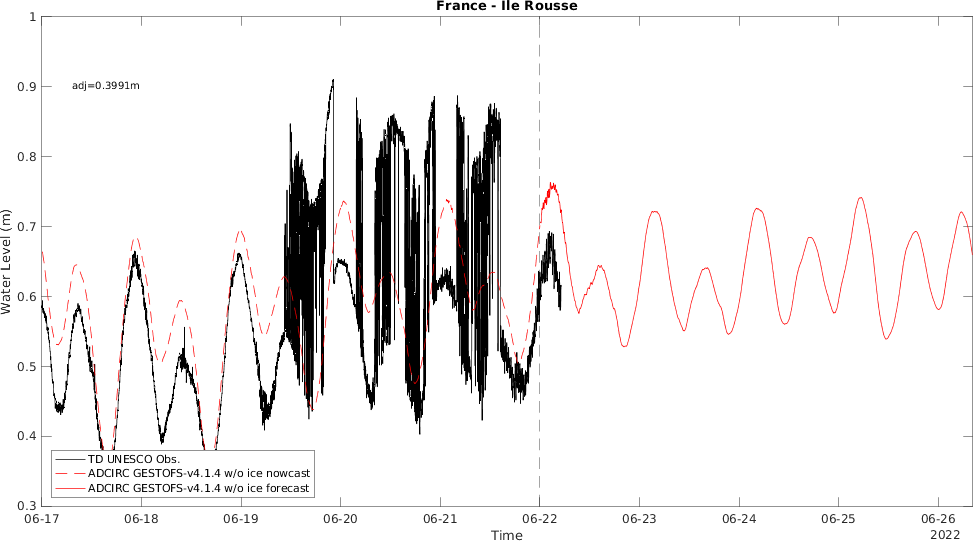 France - Ile Rousse
adj=0.3991m
Water Level (m)
1
0.9
0.8
0.7
0.6
0.5
0.4
0.3
TD UNESCO Obs.
ADCIRC GESTOFS-v4.1.4 w/o ice nowcast
ADCIRC GESTOFS-v4.1.4 w/o ice forecast
06-17 06-18 06-19 06-20 06-21 06-22 06-23 06-24 06-25 06-26
2022
Time